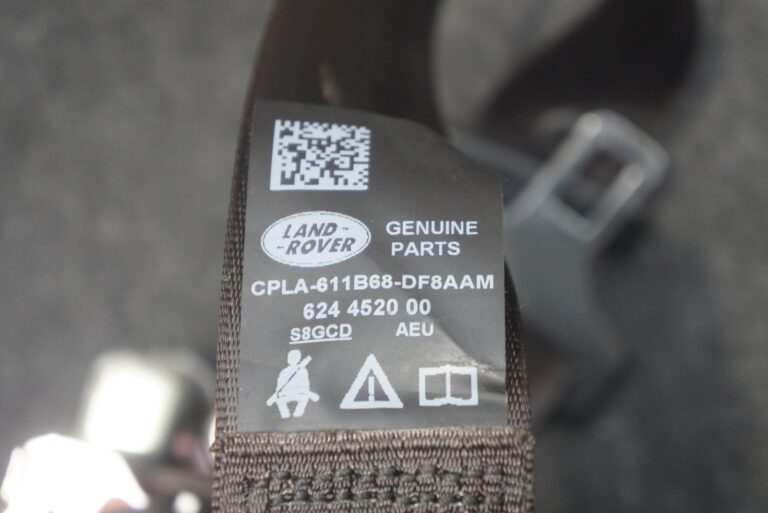 LAND-
-ROVER
GENUINE
PARTS
CPLA-611B68-DF8AAM
624 4520 00
S8GCD AEU